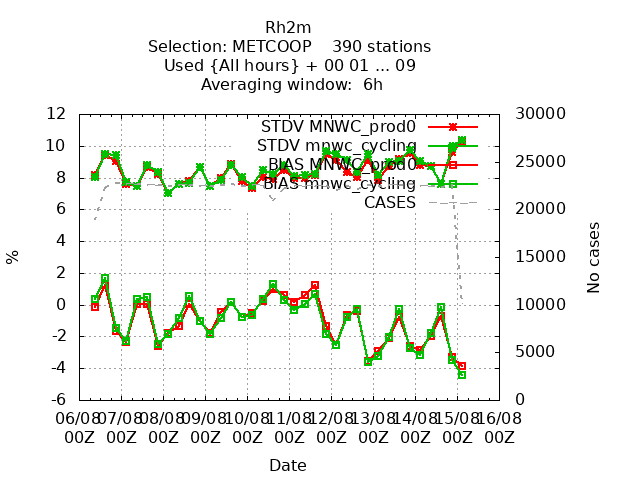 Rh2m
Selection: METCOOP    390 stations
Used {All hours} + 00 01 ... 09
Averaging window:  6h
12
10
8
6
4
2
0
-2
-4
-6
%
STDV MNWC_prod0
STDV mnwc_cycling
BIAS MNWC_prod0
BIAS mnwc_cycling
CASES
30000
25000
20000
15000
10000
5000
0
No cases
06/08 07/08 08/08 09/08 10/08 11/08 12/08 13/08 14/08 15/08 16/08
00Z 00Z 00Z 00Z 00Z 00Z 00Z 00Z 00Z 00Z 00Z
Date